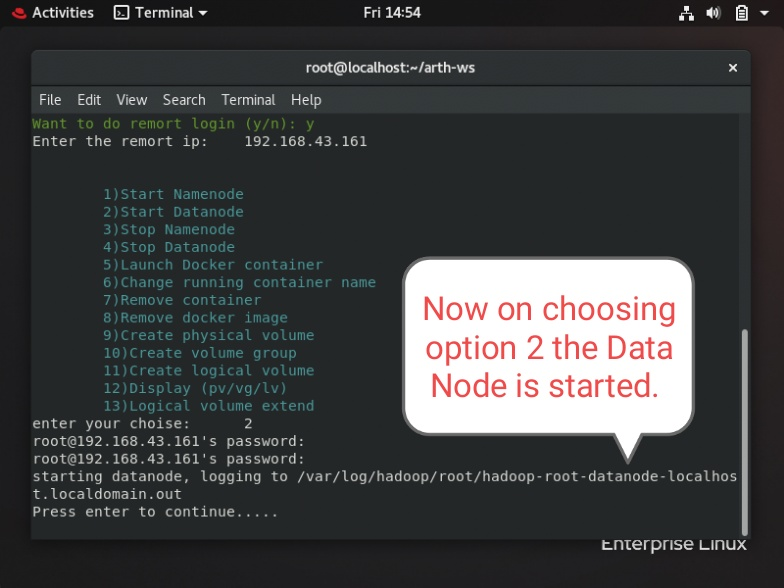 Activities Terminal Fri 14:54
root@localhost:~/arth-ws ×
File Edit View Search Terminal Help
Want to do remort login (y/n): y
Enter the remort ip: 192.168.43.161
1)Start Namenode
2)Start Datanode
3)Stop Namenode
4)Stop Datanode
5)Launch Docker container
6)Change running container name
7)Remove container
8)Remove docker image
9)Create physical volume
10)Create volume group
11)Create logical volume
12)Display (pv/vg/lv)
13)Logical volume extend
enter your choise: 2
root@192.168.43.161's password:
root@192.168.43.161's password:
starting datanode, logging to /var/log/hadoop/root/hadoop-root-datanode-localhos
t.localdomain.out
Press enter to continue.....
Now on choosing
option 2 the Data
Node is started.
Enterprise Linux